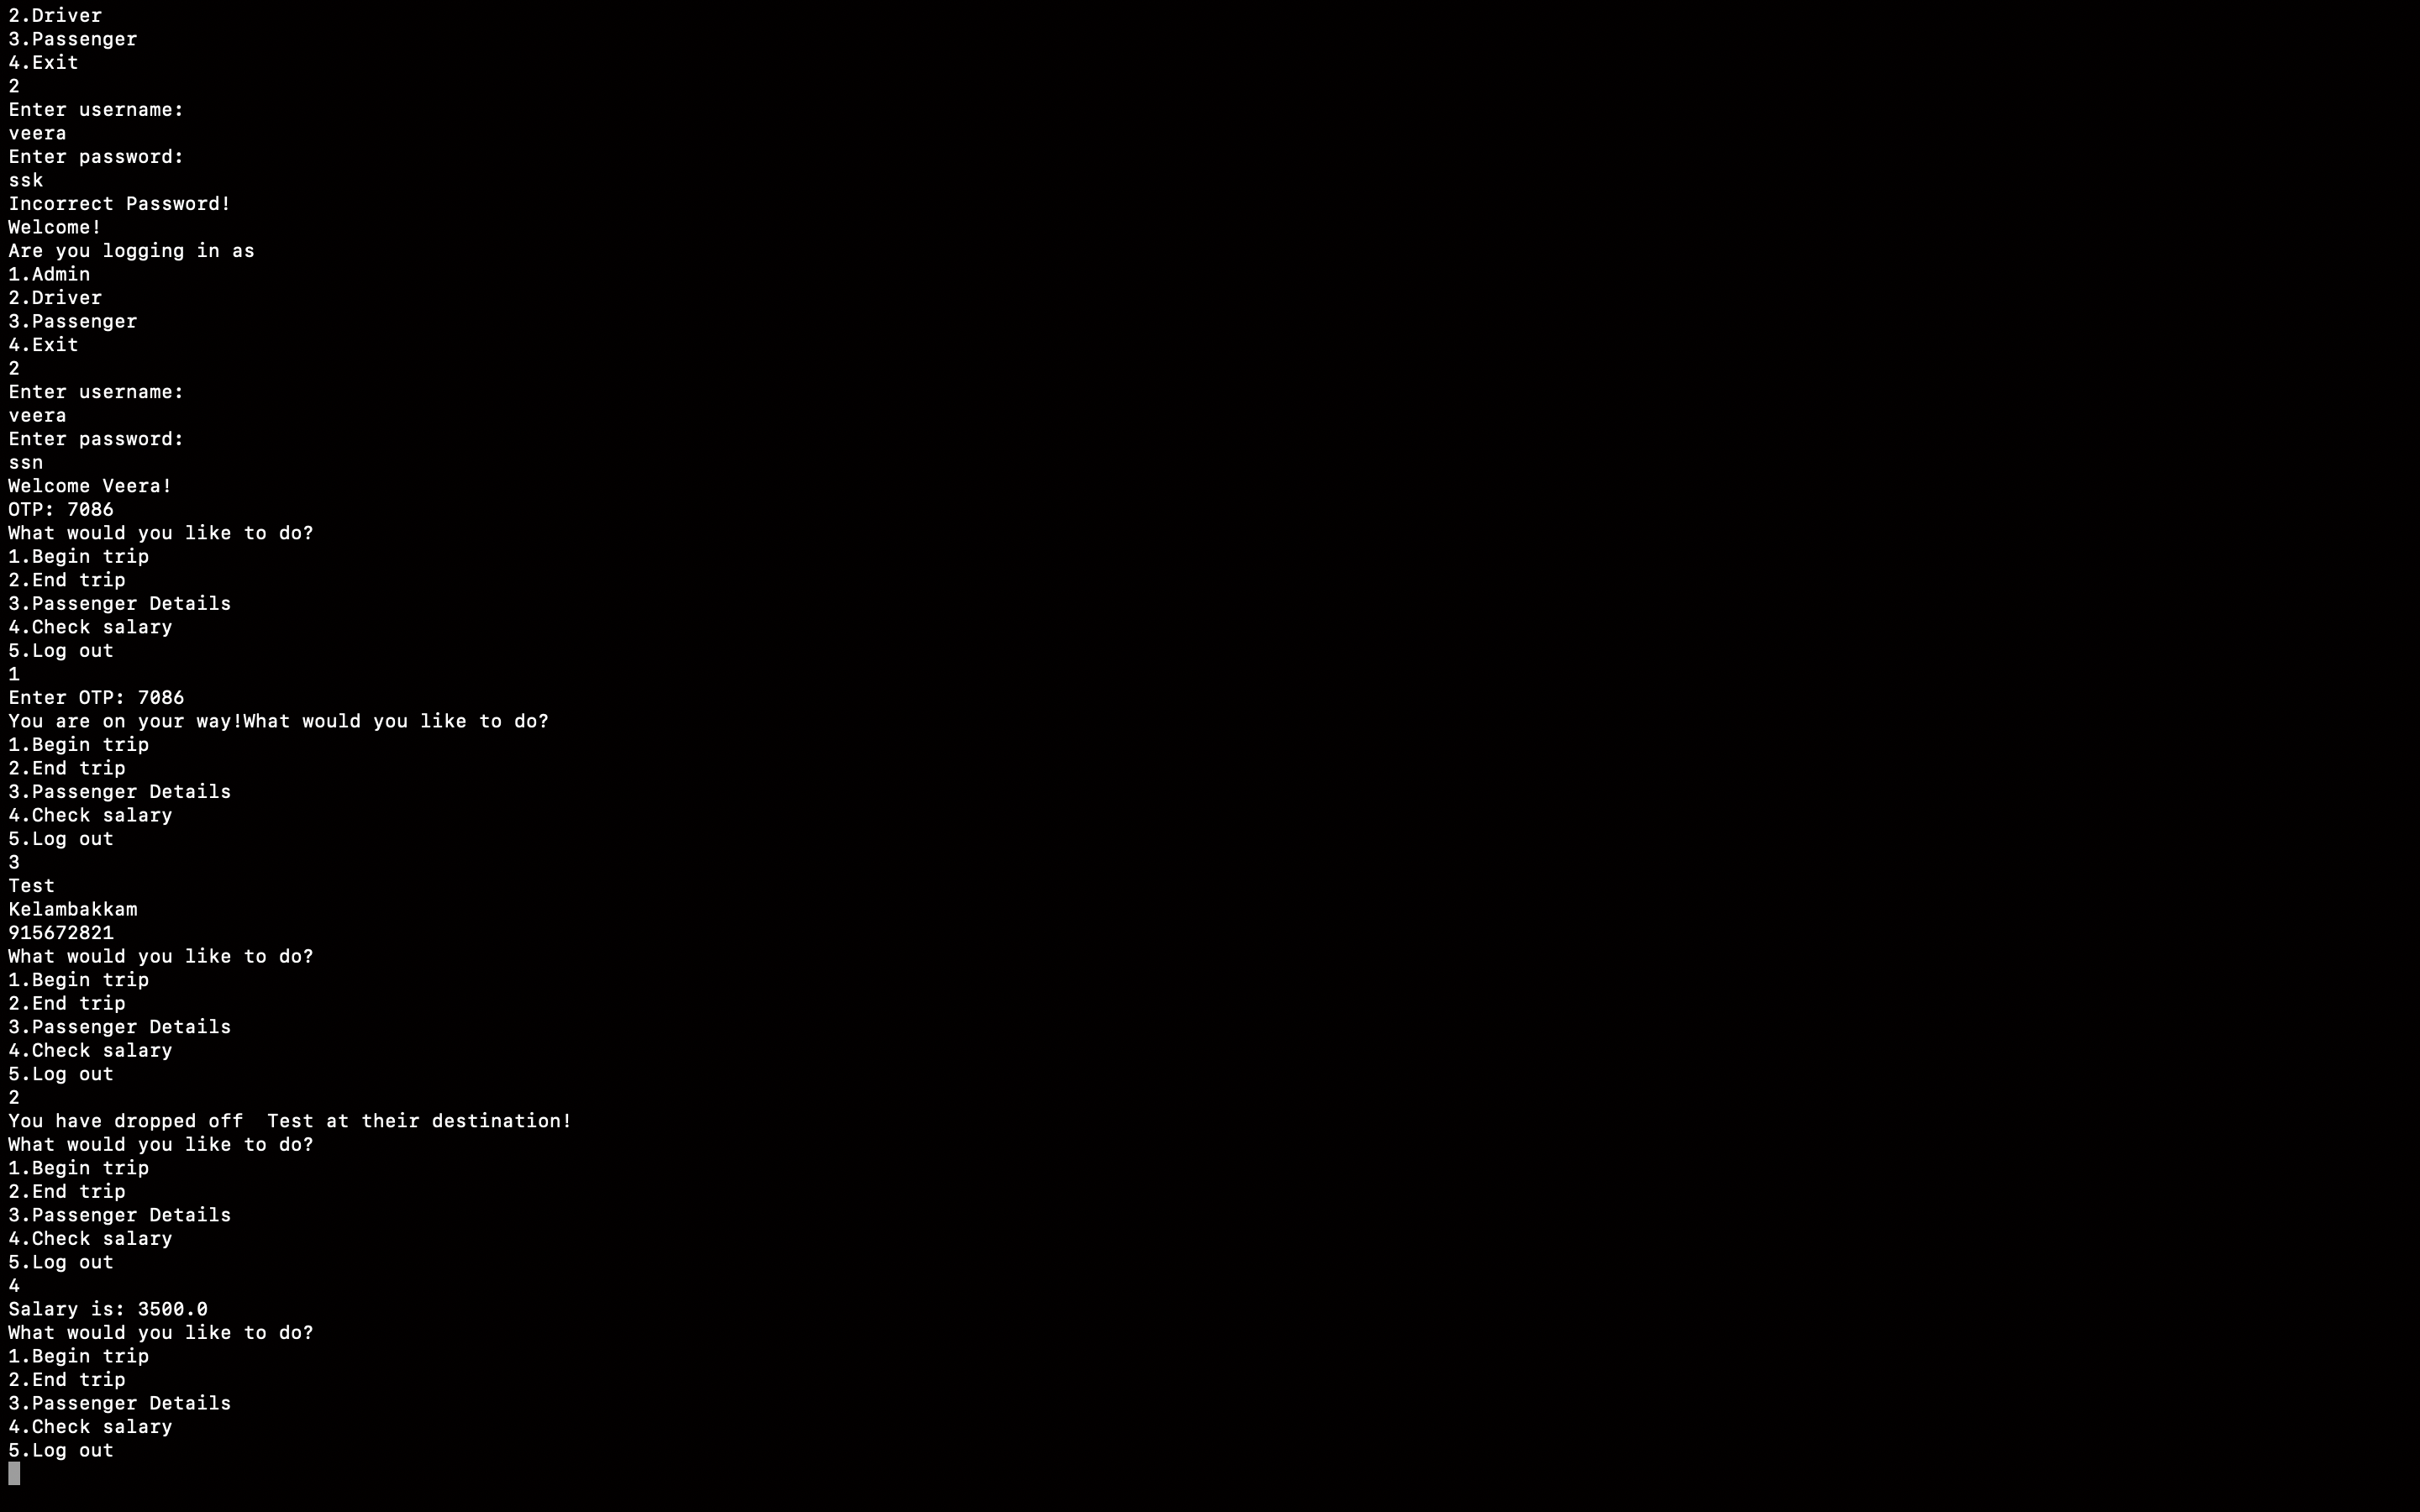 2.Driver
3.Passenger
4.Exit
2
Enter username:
veera
Enter password:
ssk
Incorrect Password!
Welcome!
Are you logging in as
1.Admin
2.Driver
3.Passenger
4.Exit
2
Enter username:
veera
Enter password:
ssn
Welcome Veera!
OTP: 7086
What would you like to do?
1.Begin trip
2.End trip
3.Passenger Details
4.Check salary
5.Log out
1
Enter OTP: 7086
You are on your way!What would you like to do?
1.Begin trip
2.End trip
3.Passenger Details
4.Check salary
5.Log out
3
Test
Kelambakkam
915672821
What would you like to do?
1.Begin trip
2.End trip
3.Passenger Details
4.Check salary
5.Log out
2
You have dropped off  Test at their destination!
What would you like to do?
1.Begin trip
2.End trip
3.Passenger Details
4.Check salary
5.Log out
4
Salary is: 3500.0
What would you like to do?
1.Begin trip
2.End trip
3.Passenger Details
4.Check salary
5.Log out